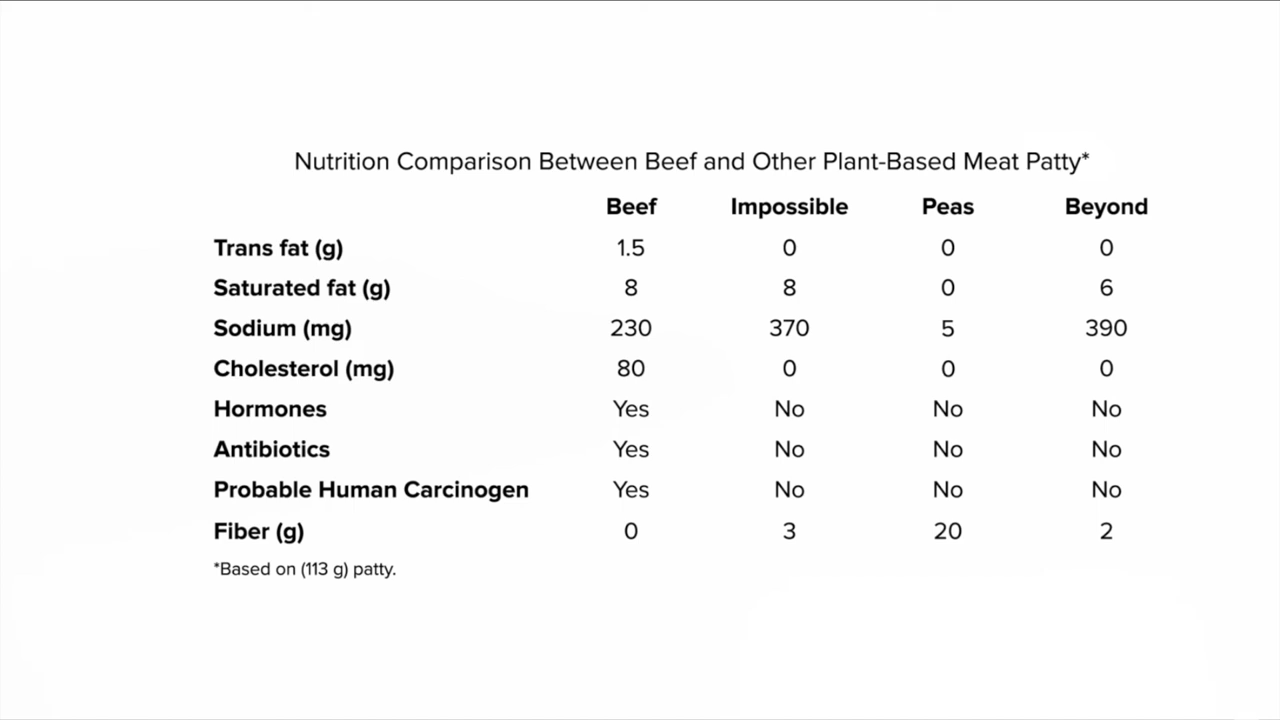 Nutrition Comparison Between Beef and Other Plant-Based Meat Patty*
Beef Impossible Peas Beyond
Trans fat (g) 1.5 0 0 0
Saturated fat (g) 8 8 0 6
Sodium (mg) 230 370 5 390
Cholesterol (mg) 80 0 0 0
Hormones Yes No No No
Antibiotics Yes No No No
Probable Human Carcinogen Yes No No No
Fiber (g) 0 3 20 2
*Based on (113 g) patty.